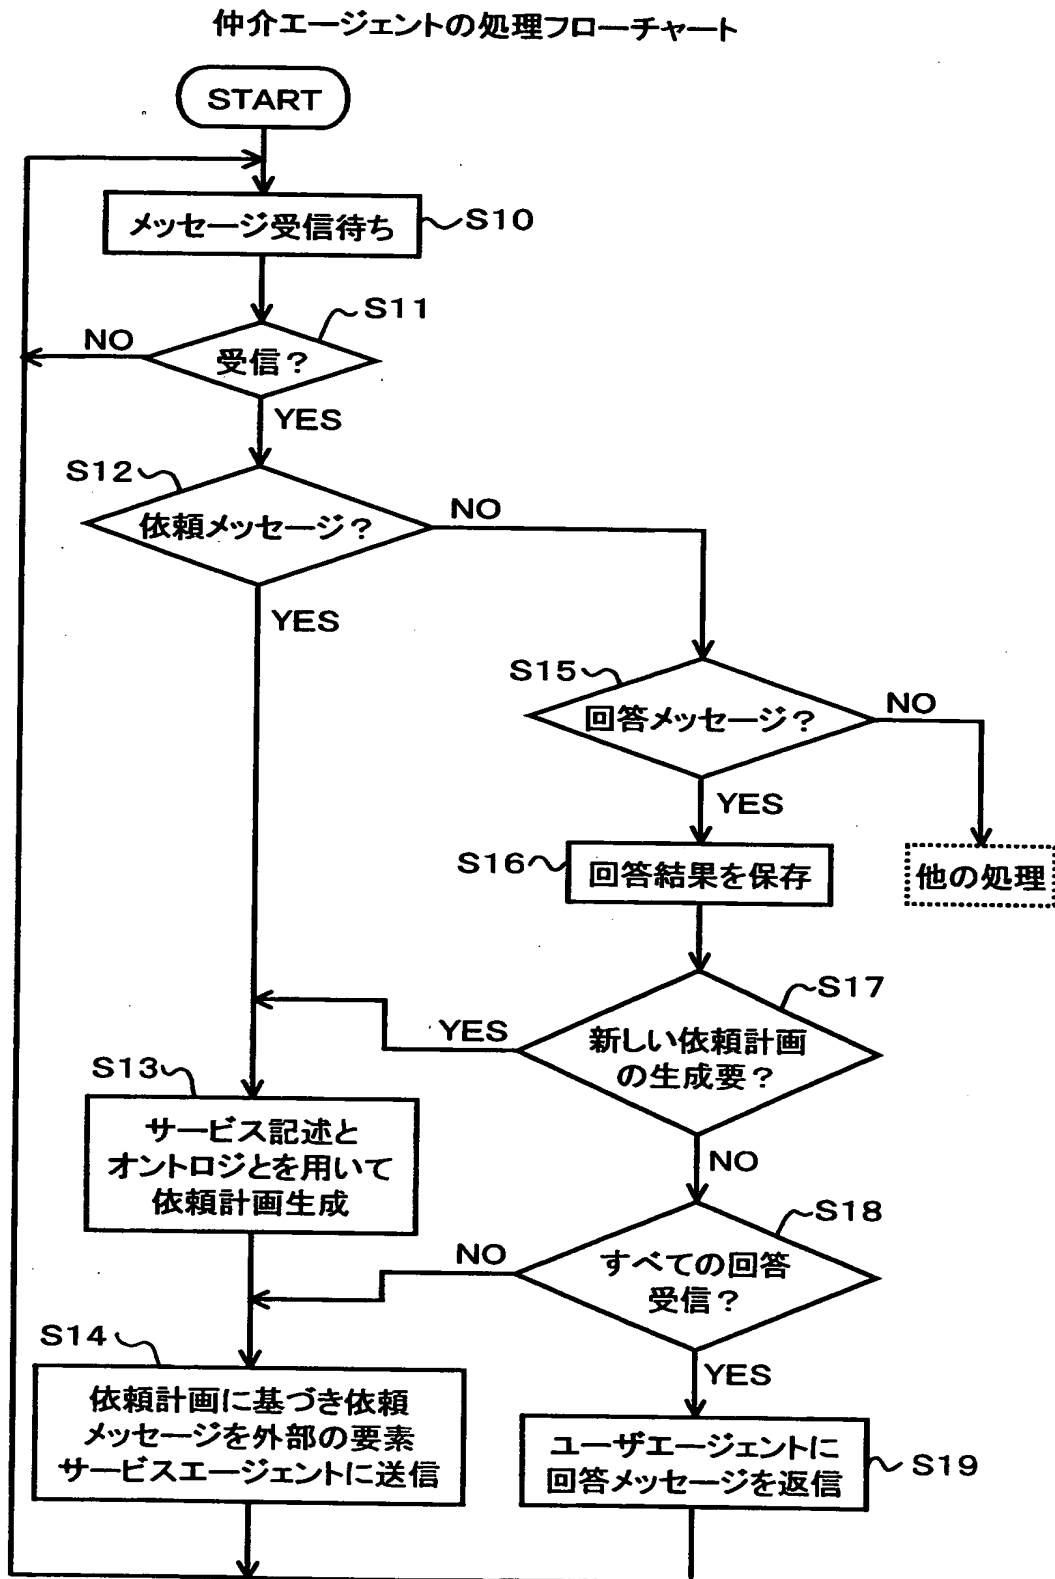 仲介エージェントの処理フローチャート
START
メッセージ受信待ち
S10
S11
受信?
NO
YES
S12
依頼メッセージ?
NO
YES
S15
回答メッセージ?
NO
YES
S16
回答結果を保存
他の処理
S17
新しい依頼計画
の生成要?
YES
NO
S13
サービス記述と
オントロジとを用いて
依頼計画生成
S18
すべての回答
受信?
NO
YES
S14
依頼計画に基づき依頼
メッセージを外部の要素
サービスエージェントに送信
ユーザエージェントに
回答メッセージを返信
S19